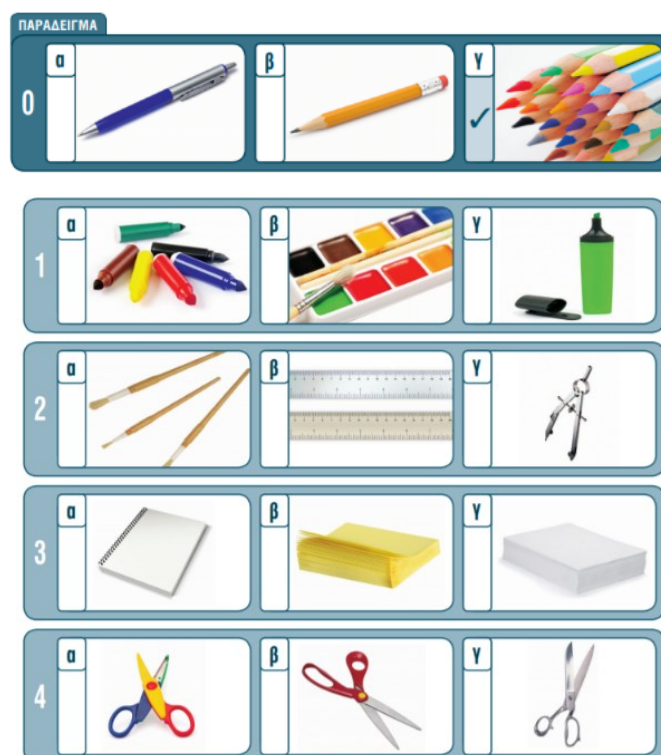 ΠΑΡΑΔΕΙΓΜΑ
0 α β γ ✓
1 α β γ
2 α β γ
3 α β γ
4 α β γ